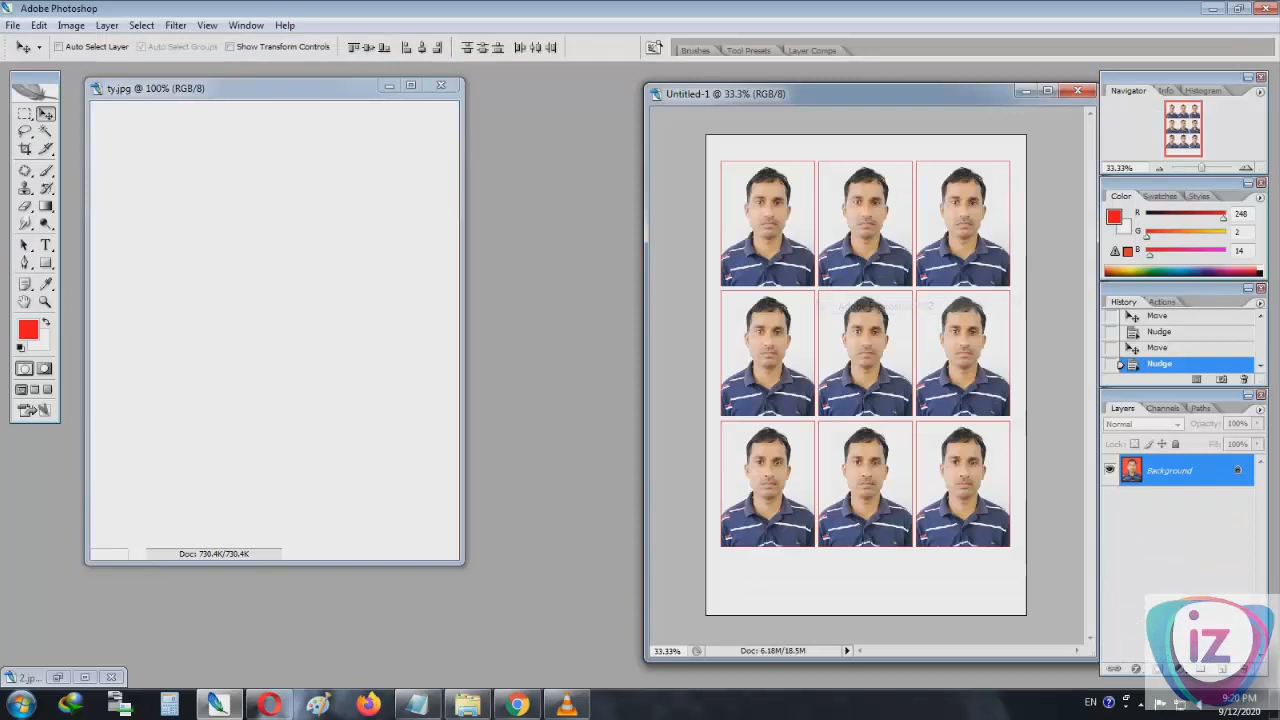 Adobe Photoshop
File Edit Image Layer Select Filter View Window Help
Auto Select Layer Auto Select Groups Show Transform Controls
Brushes Tool Presets Layer Comps
ty.jpg @ 100% (RGB/8)
Doc: 730.4K/730.4K
Untitled-1 @ 33.3% (RGB/8)
33.33% Doc: 6.18M/18.5M
Navigator Info Histogram
33.33%
Color Swatches Styles
R 248
G 2
B 14
History Actions
Move
Nudge
Move
Nudge
Layers Channels Paths
Normal Opacity: 100%
Lock: Fill: 100%
Background
iz
2.jp...
EN
9:20 PM
9/12/2020